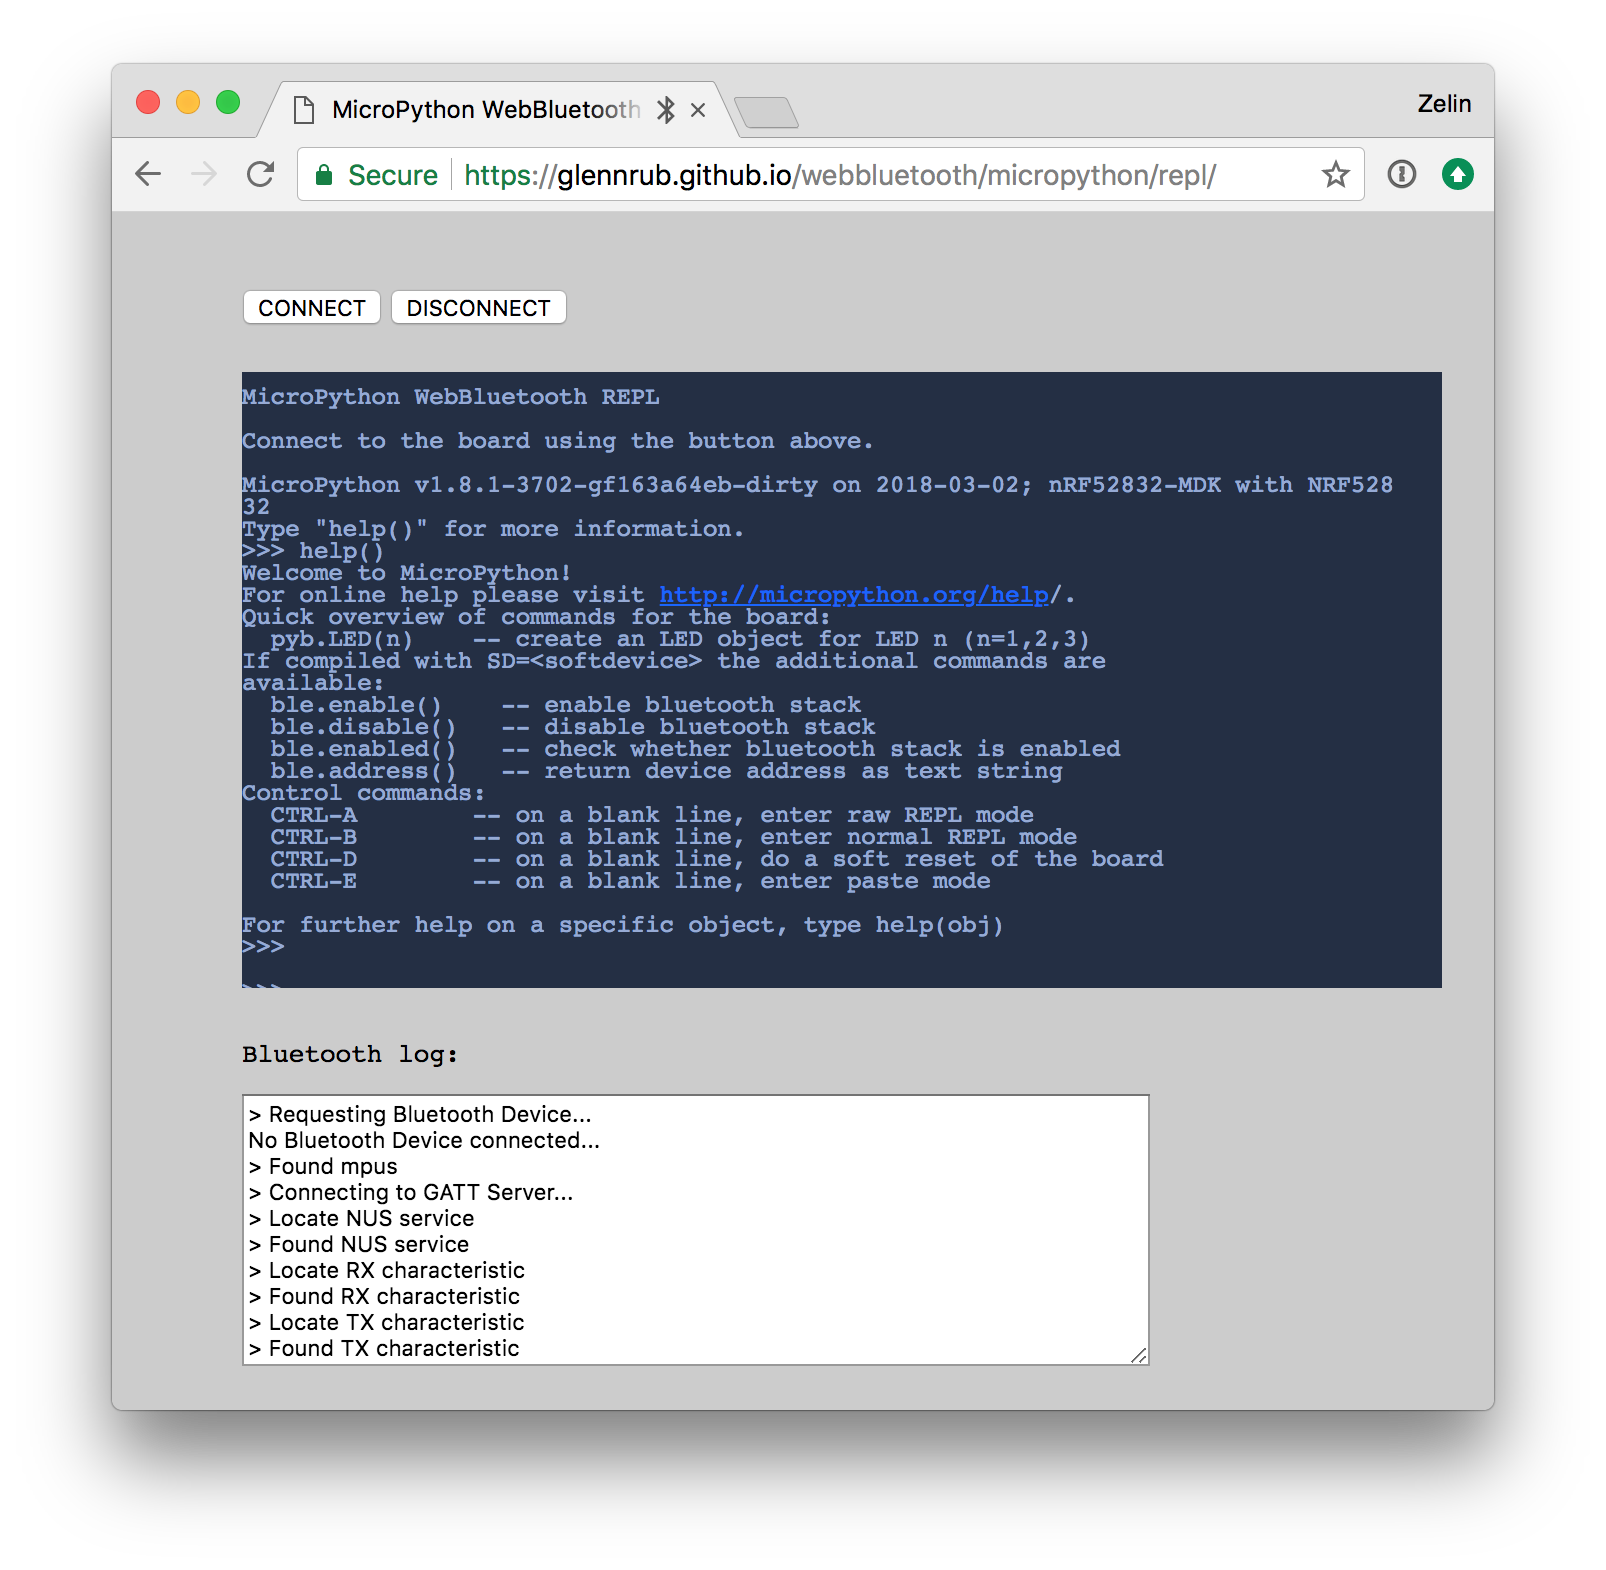 MicroPython WebBluetooth
Zelin
Secure https://glennrub.github.io/webbluetooth/micropython/repl/
CONNECT DISCONNECT
MicroPython WebBluetooth REPL
Connect to the board using the button above.
MicroPython v1.8.1-3702-gf163a64eb-dirty on 2018-03-02; nRF52832-MDK with NRF528
32
Type "help()" for more information.
>>> help()
Welcome to MicroPython!
For online help please visit http://micropython.org/help/.
Quick overview of commands for the board:
  pyb.LED(n)    -- create an LED object for LED n (n=1,2,3)
If compiled with SD=<softdevice> the additional commands are
available:
  ble.enable()    -- enable bluetooth stack
  ble.disable()   -- disable bluetooth stack
  ble.enabled()   -- check whether bluetooth stack is enabled
  ble.address()   -- return device address as text string
Control commands:
  CTRL-A        -- on a blank line, enter raw REPL mode
  CTRL-B        -- on a blank line, enter normal REPL mode
  CTRL-D        -- on a blank line, do a soft reset of the board
  CTRL-E        -- on a blank line, enter paste mode
For further help on a specific object, type help(obj)
>>>
>>>
Bluetooth log:
> Requesting Bluetooth Device...
No Bluetooth Device connected...
> Found mpus
> Connecting to GATT Server...
> Locate NUS service
> Found NUS service
> Locate RX characteristic
> Found RX characteristic
> Locate TX characteristic
> Found TX characteristic